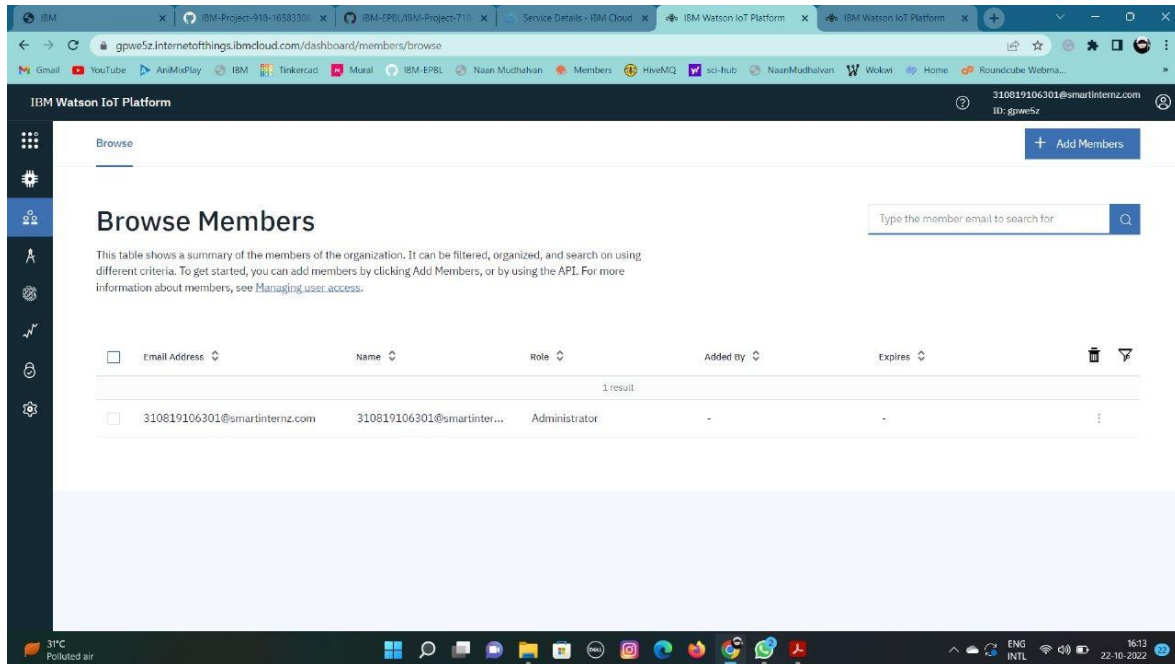 IBM
IBM-Project-918-16583306
IBM-EPBL/IBM-Project-718
Service Details - IBM Cloud
IBM Watson IoT Platform
IBM Watson IoT Platform
gpwe5z.internetofthings.ibmcloud.com/dashboard/members/browse
Gmail YouTube AniMixPlay IBM Tinkercad Mural IBM-EPBL Naan Mudhalvan Members HiveMQ sci-hub NaanMudhalvan Wokwi Home Roundcube Webma...
IBM Watson IoT Platform
310819106301@smartinternz.com
ID: gpwe5z
Browse
+ Add Members
Browse Members
Type the member email to search for
This table shows a summary of the members of the organization. It can be filtered, organized, and search on using
different criteria. To get started, you can add members by clicking Add Members, or by using the API. For more
information about members, see Managing user access.
Email Address Name Role Added By Expires
1 result
310819106301@smartinternz.com 310819106301@smartinter... Administrator - -
31°C
Polluted air
ENG
INTL
16:13
22-10-2022